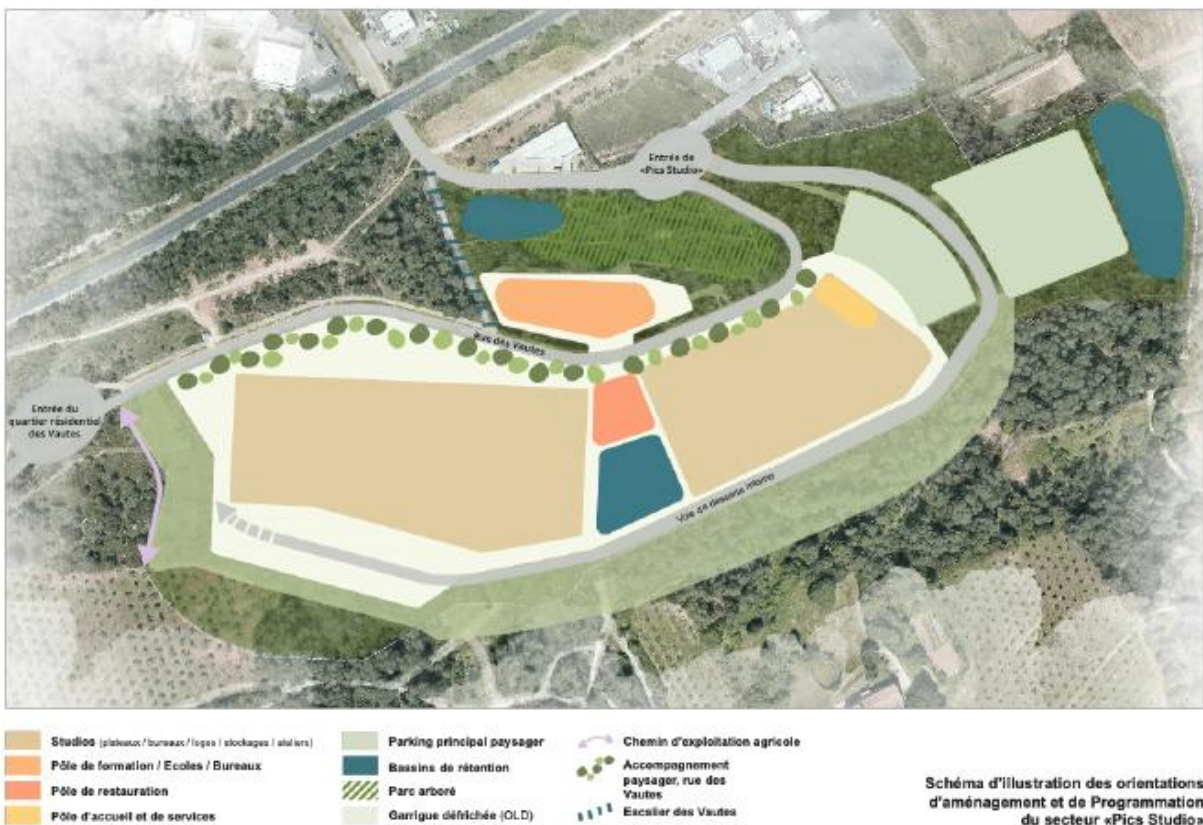 Entrée de
«Pics Studio»
Rue des Vautes
Entrée du
quartier résidentiel
des Vautes
Voie de desserte interne
Studios (plateaux / bureaux / loges / stockages / ateliers)
Pôle de formation / Ecoles / Bureaux
Pôle de restauration
Pôle d'accueil et de services
Parking principal paysager
Bassins de rétention
Parc arboré
Garrigue défrichée (OLD)
Chemin d'exploitation agricole
Accompagnement
paysager, rue des
Vautes
Escalier des Vautes
Schéma d'illustration des orientations
d'aménagement et de Programmation
du secteur «Pics Studio»